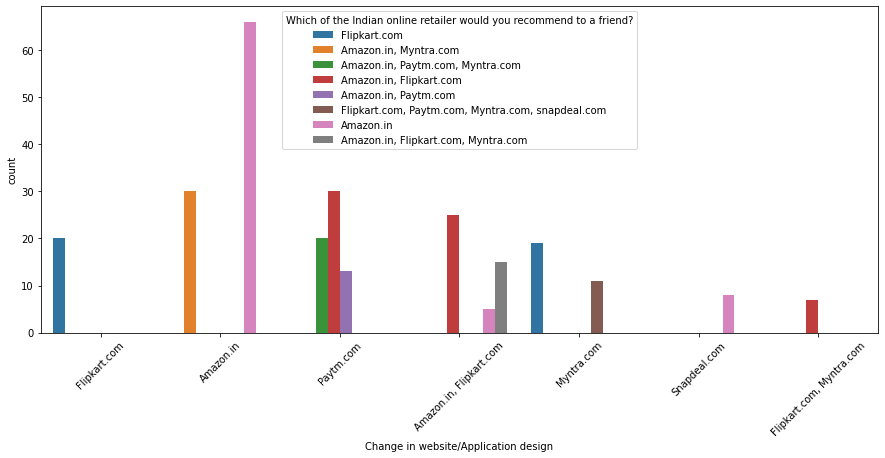 Which of the Indian online retailer would you recommend to a friend?
Flipkart.com
Amazon.in, Myntra.com
Amazon.in, Paytm.com, Myntra.com
Amazon.in, Flipkart.com
Amazon.in, Paytm.com
Flipkart.com, Paytm.com, Myntra.com, snapdeal.com
Amazon.in
Amazon.in, Flipkart.com, Myntra.com
count
60
50
40
30
20
10
0
Flipkart.com
Amazon.in
Paytm.com
Amazon.in, Flipkart.com
Myntra.com
Snapdeal.com
Flipkart.com, Myntra.com
Change in website/Application design